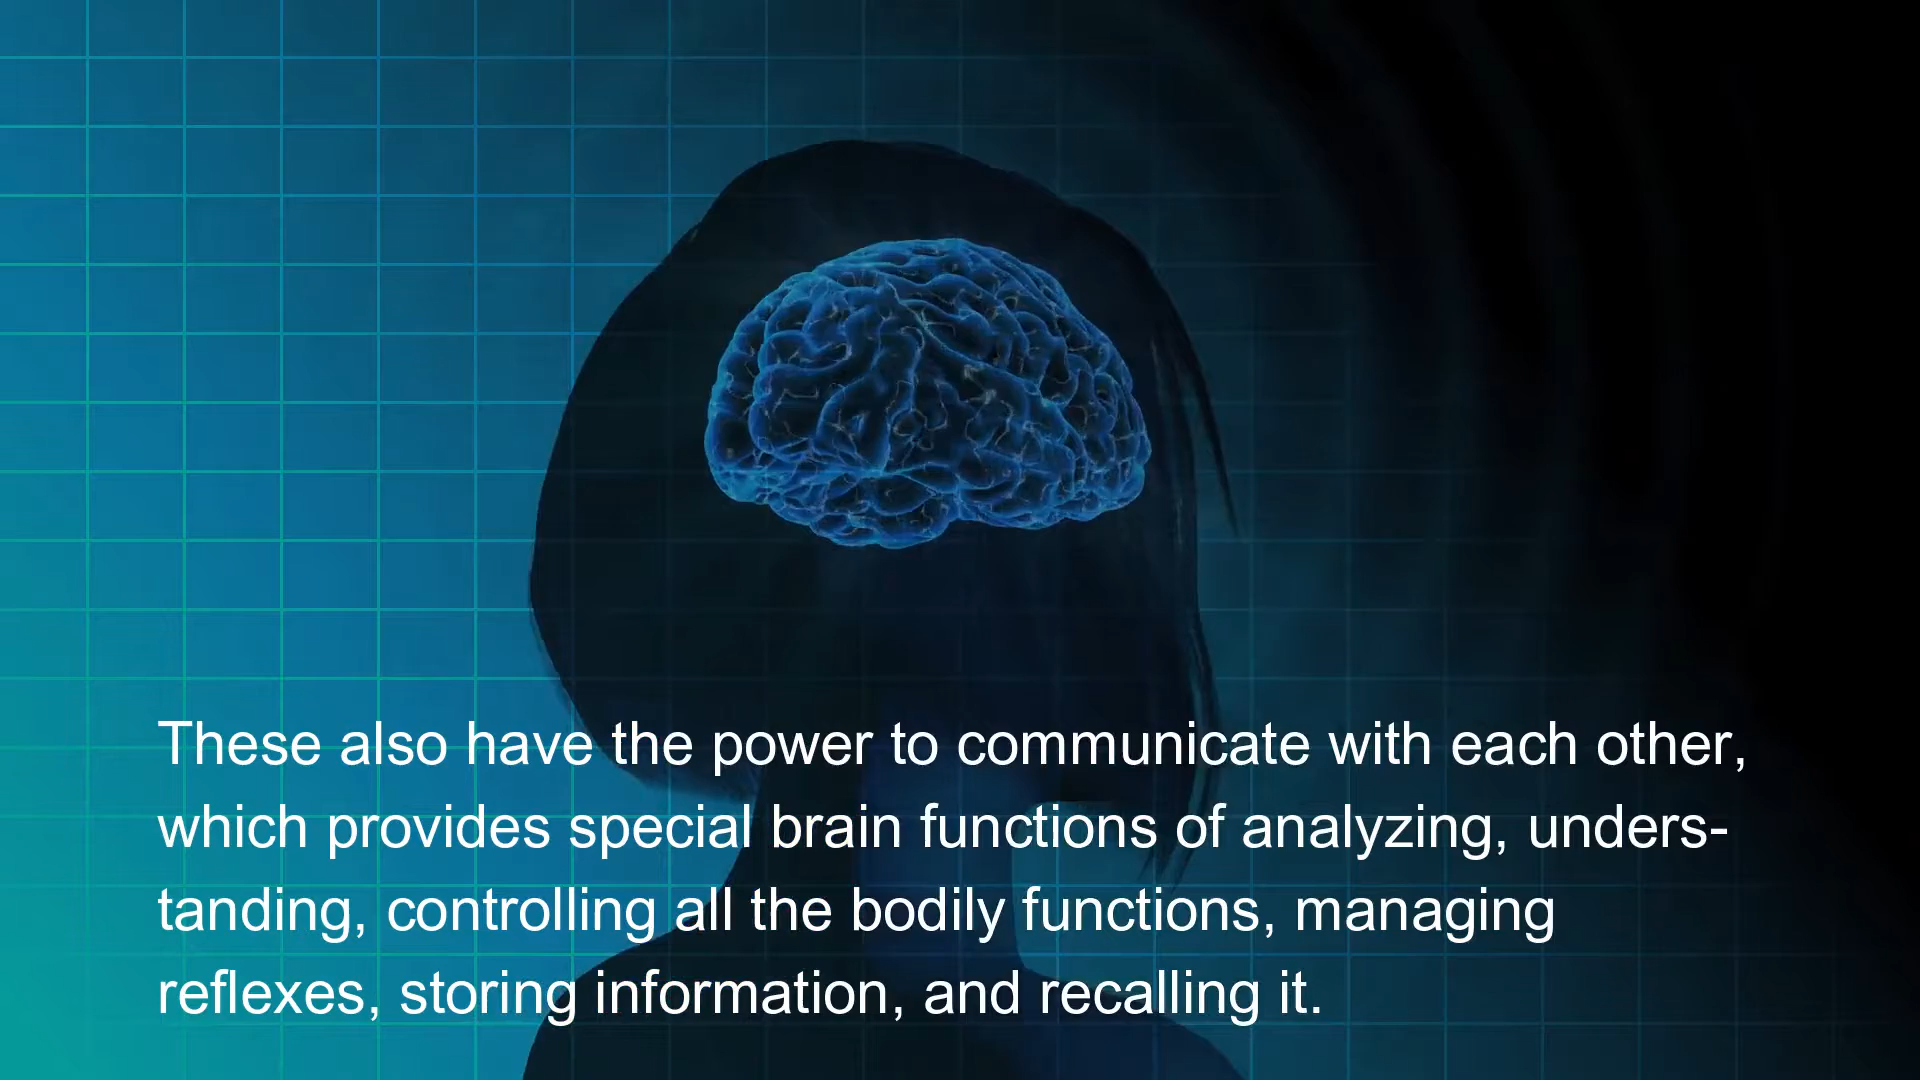 These also have the power to communicate with each other,
which provides special brain functions of analyzing, unders-
tanding, controlling all the bodily functions, managing
reflexes, storing information, and recalling it.